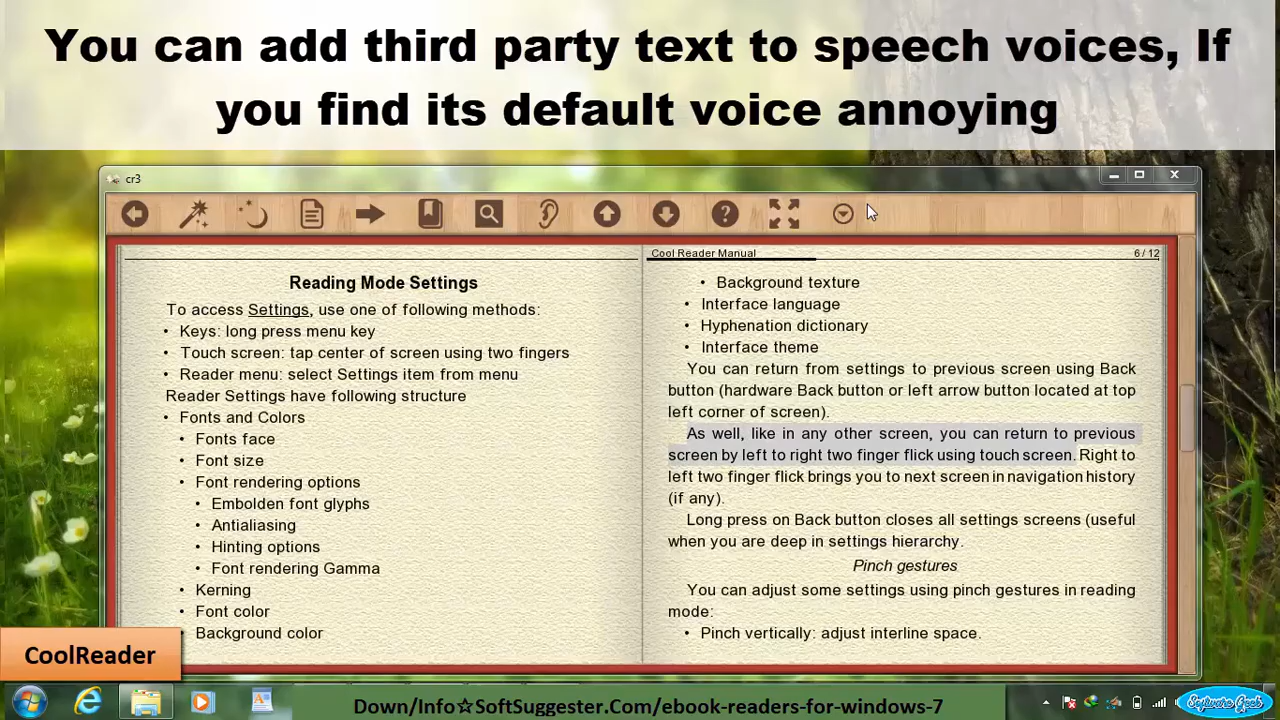 You can add third party text to speech voices, If
you find its default voice annoying
cr3
Reading Mode Settings
To access Settings, use one of following methods:
• Keys: long press menu key
• Touch screen: tap center of screen using two fingers
• Reader menu: select Settings item from menu
Reader Settings have following structure
• Fonts and Colors
• Fonts face
• Font size
• Font rendering options
• Embolden font glyphs
• Antialiasing
• Hinting options
• Font rendering Gamma
• Kerning
• Font color
• Background color
Cool Reader Manual 6 / 12
• Background texture
• Interface language
• Hyphenation dictionary
• Interface theme
You can return from settings to previous screen using Back
button (hardware Back button or left arrow button located at top
left corner of screen).
As well, like in any other screen, you can return to previous
screen by left to right two finger flick using touch screen. Right to
left two finger flick brings you to next screen in navigation history
(if any).
Long press on Back button closes all settings screens (useful
when you are deep in settings hierarchy.
Pinch gestures
You can adjust some settings using pinch gestures in reading
mode:
• Pinch vertically: adjust interline space.
CoolReader
Down/Info☆SoftSuggester.Com/ebook-readers-for-windows-7
Software Geek